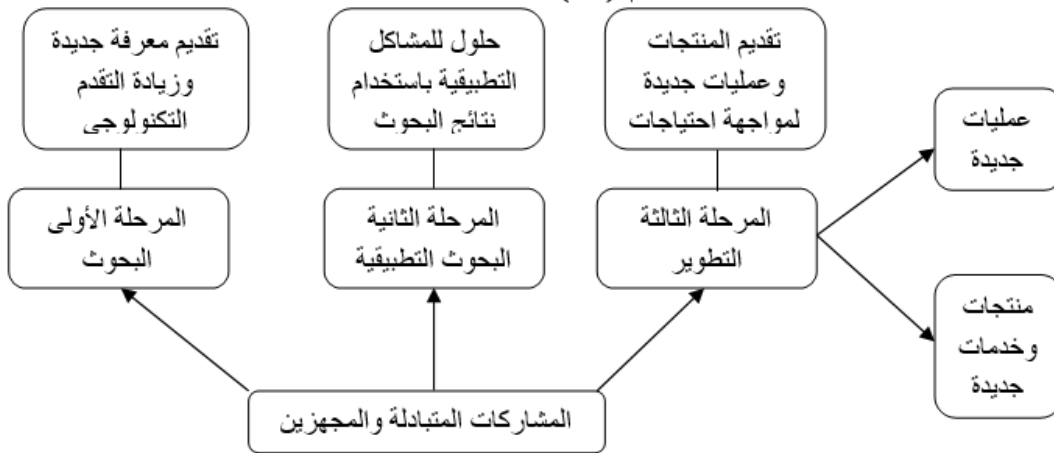 تقديم معرفة جديدة
وزيادة التقدم
التكنولوجي
حلول للمشاكل
التطبيقية باستخدام
نتائج البحوث
تقديم المنتجات
وعمليات جديدة
لمواجهة احتياجات
عمليات
جديدة
المرحلة الأولى
البحوث
المرحلة الثانية
البحوث التطبيقية
المرحلة الثالثة
التطوير
منتجات
وخدمات
جديدة
المشاركات المتبادلة والمجهزين